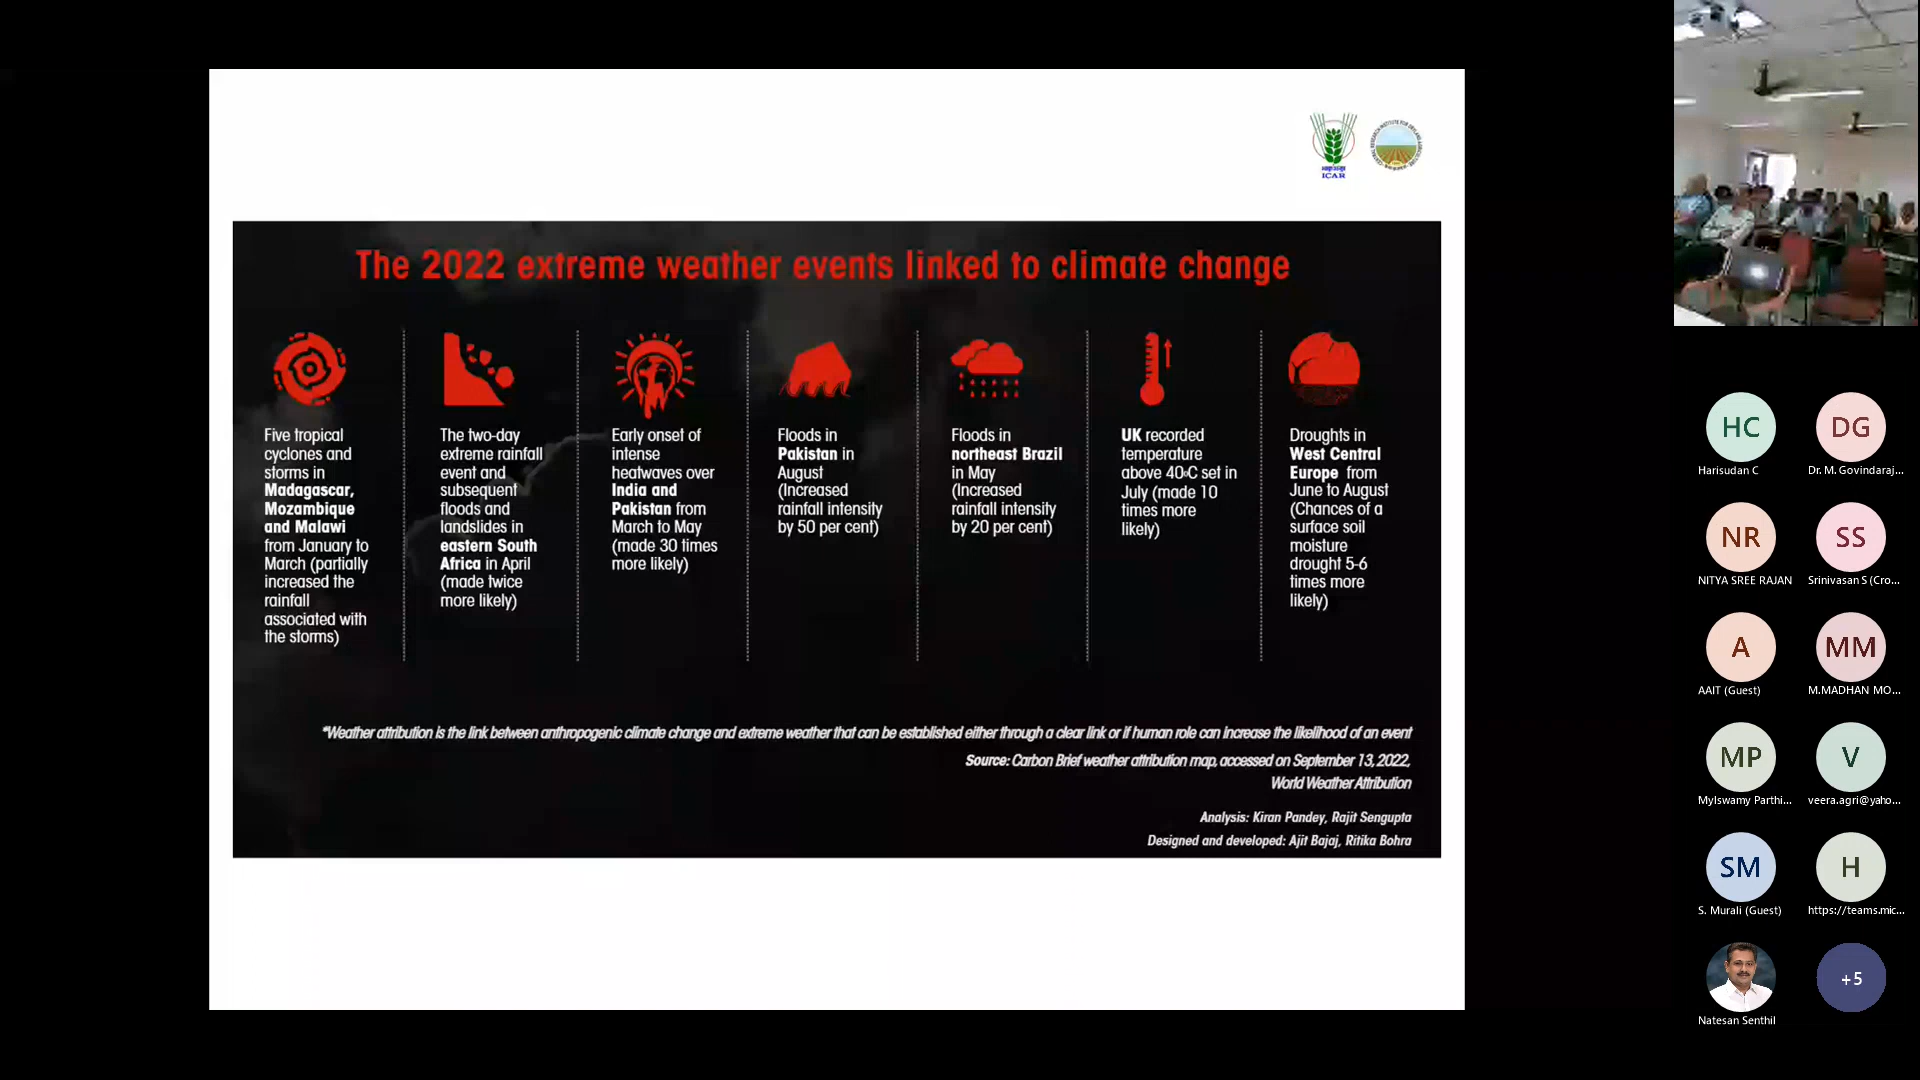 ICAR
The 2022 extreme weather events linked to climate change
Five tropical
cyclones and
storms in
Madagascar,
Mozambique
and Malawi
from January to
March (partially
increased the
rainfall
associated with
the storms)
The two-day
extreme rainfall
event and
subsequent
floods and
landslides in
eastern South
Africa in April
(made twice
more likely)
Early onset of
intense
heatwaves over
India and
Pakistan from
March to May
(made 30 times
more likely)
Floods in
Pakistan in
August
(Increased
rainfall intensity
by 50 per cent)
Floods in
northeast Brazil
in May
(Increased
rainfall intensity
by 20 per cent)
UK recorded
temperature
above 40°C set in
July (made 10
times more
likely)
Droughts in
West Central
Europe from
June to August
(Chances of a
surface soil
moisture
drought 5-6
times more
likely)
*Weather attribution is the link between anthropogenic climate change and extreme weather that can be established either through a clear link or if human role can increase the likelihood of an event
Source: Carbon Brief weather attribution map, accessed on September 13, 2022,
World Weather Attribution
Analysis: Kiran Pandey, Rajit Sengupta
Designed and developed: Ajit Bajaj, Ritika Bohra
HC
Harisudan C
DG
Dr. M. Govindaraj...
NR
NITYA SREE RAJAN
SS
Srinivasan S (Cro...
A
AAIT (Guest)
MM
M.MADHAN MO...
MP
Mylswamy Parthi...
V
veera.agri@yaho...
SM
S. Murali (Guest)
H
https://teams.mic...
Natesan Senthil
+5